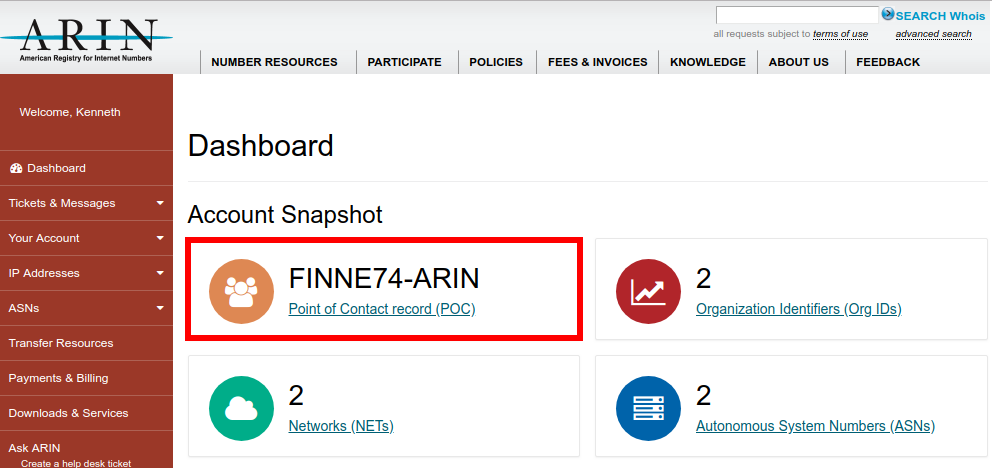 ARIN
American Registry for Internet Numbers
SEARCH Whois
all requests subject to terms of use
advanced search
NUMBER RESOURCES
PARTICIPATE
POLICIES
FEES & INVOICES
KNOWLEDGE
ABOUT US
FEEDBACK
Welcome, Kenneth
Dashboard
Tickets & Messages
Your Account
IP Addresses
ASNs
Transfer Resources
Payments & Billing
Downloads & Services
Ask ARIN
Create a help desk ticket
Dashboard
Account Snapshot
FINNE74-ARIN
Point of Contact record (POC)
2
Organization Identifiers (Org IDs)
2
Networks (NETs)
2
Autonomous System Numbers (ASNs)